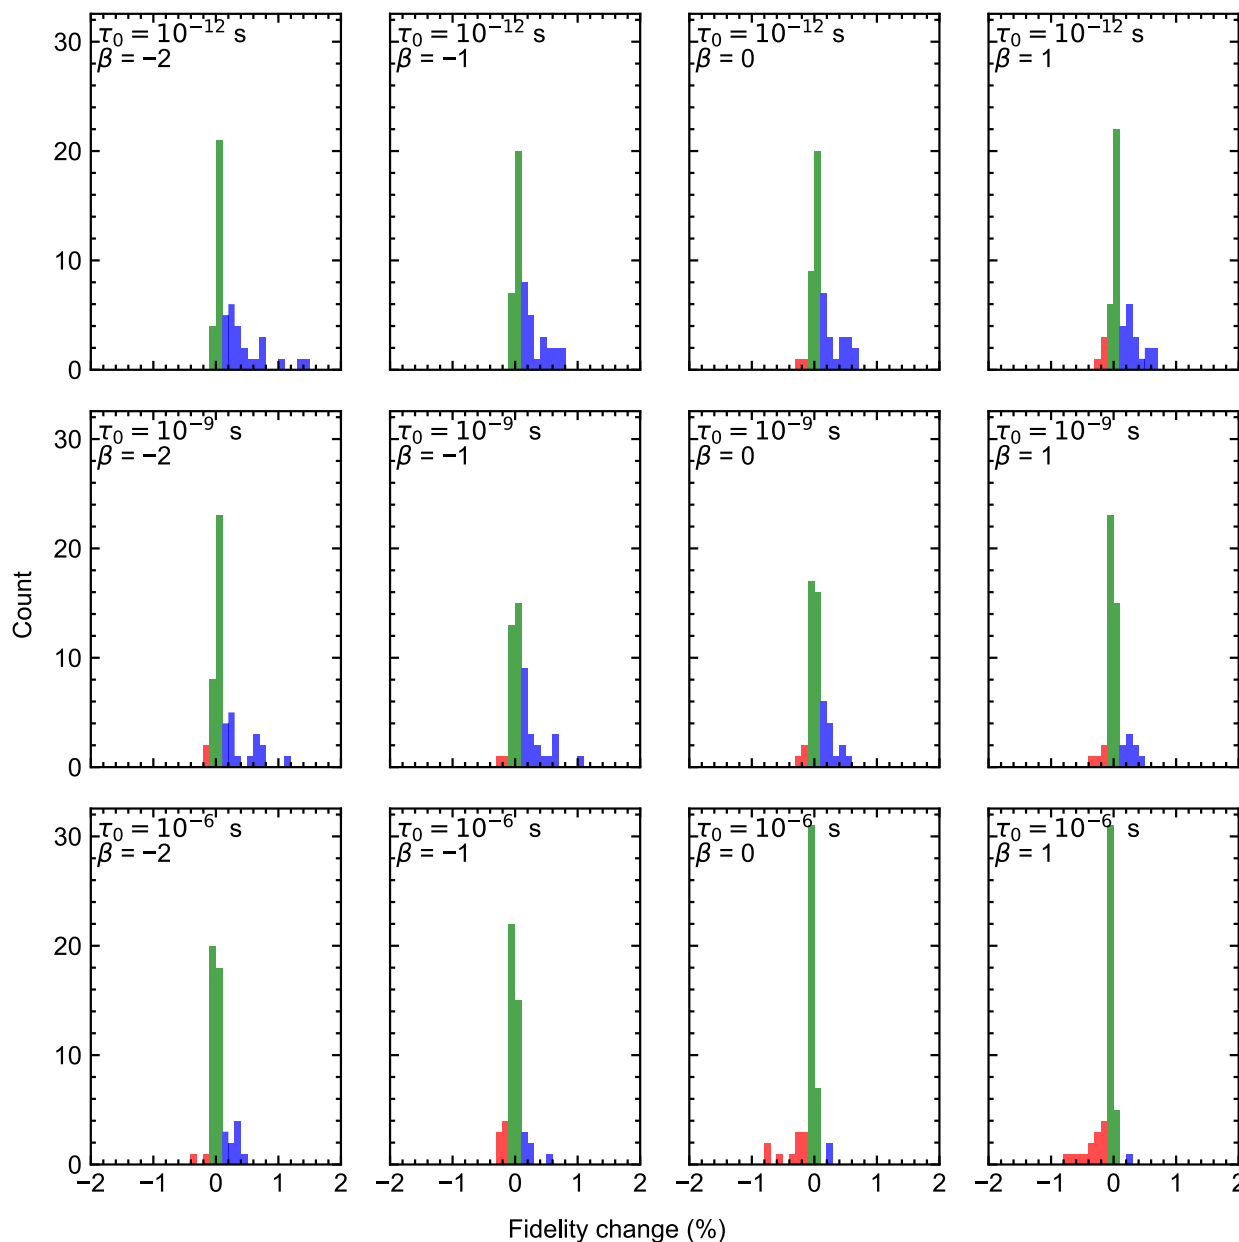 τ₀ = 10⁻¹² s
β = −2
τ₀ = 10⁻¹² s
β = −1
τ₀ = 10⁻¹² s
β = 0
τ₀ = 10⁻¹² s
β = 1
30
20
10
0
τ₀ = 10⁻⁹ s
β = −2
τ₀ = 10⁻⁹ s
β = −1
τ₀ = 10⁻⁹ s
β = 0
τ₀ = 10⁻⁹ s
β = 1
30
20
10
0
Count
τ₀ = 10⁻⁶ s
β = −2
τ₀ = 10⁻⁶ s
β = −1
τ₀ = 10⁻⁶ s
β = 0
τ₀ = 10⁻⁶ s
β = 1
30
20
10
0
−2 −1 0 1 2
−2 −1 0 1 2
−2 −1 0 1 2
−2 −1 0 1 2
Fidelity change (%)